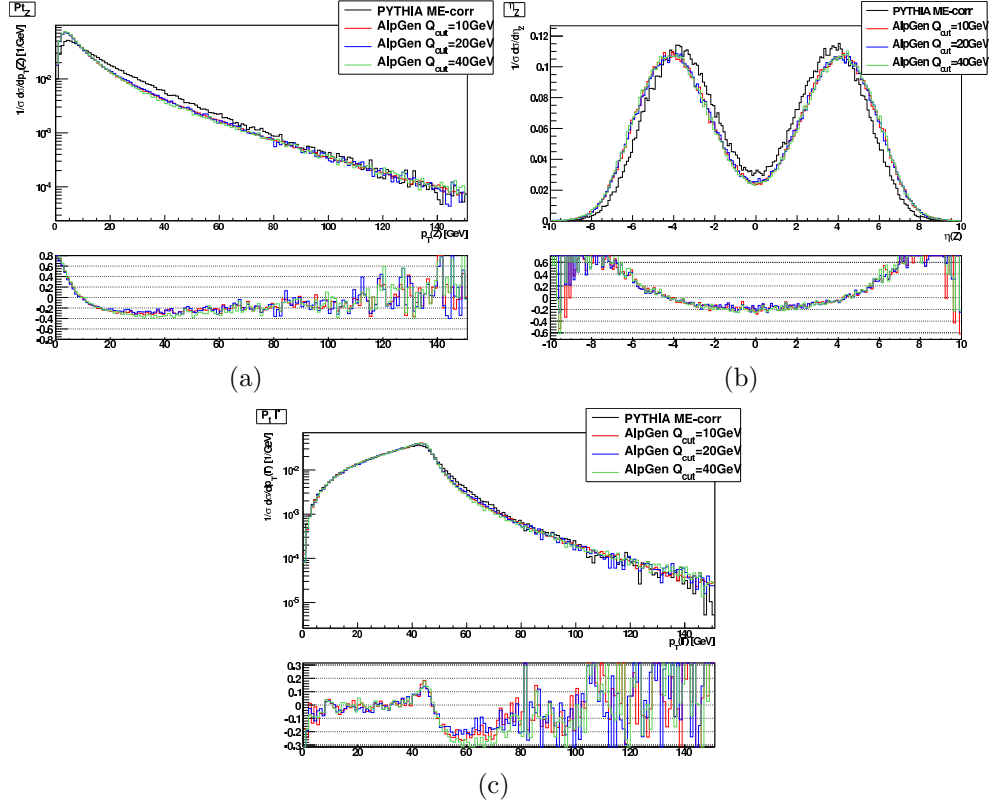 Pt_Z
PYTHIA ME-corr
AlpGen Q_cut=10GeV
AlpGen Q_cut=20GeV
AlpGen Q_cut=40GeV
1/σ dσ/dp_T(Z) [1/GeV]
10^-2
10^-3
10^-4
0 20 40 60 80 100 120 140
p_T(Z) [GeV]
0.8
0.6
0.4
0.2
0
-0.2
-0.4
-0.6
-0.8
0 20 40 60 80 100 120 140
(a)
η_Z
PYTHIA ME-corr
AlpGen Q_cut=10GeV
AlpGen Q_cut=20GeV
AlpGen Q_cut=40GeV
1/σ dσ/dη_Z
0.12
0.1
0.08
0.06
0.04
0.02
0
-10 -8 -6 -4 -2 0 2 4 6 8 10
η(Z)
0.6
0.4
0.2
0
-0.2
-0.4
-0.6
-10 -8 -6 -4 -2 0 2 4 6 8 10
(b)
PYTHIA ME-corr
AlpGen Q_cut=10GeV
AlpGen Q_cut=20GeV
AlpGen Q_cut=40GeV
10^-2
10^-3
10^-4
10^-5
0 20 40 60 80 100 120 140
0.3
0.2
0.1
0
-0.1
-0.2
-0.3
0 20 40 60 80 100 120 140
(c)